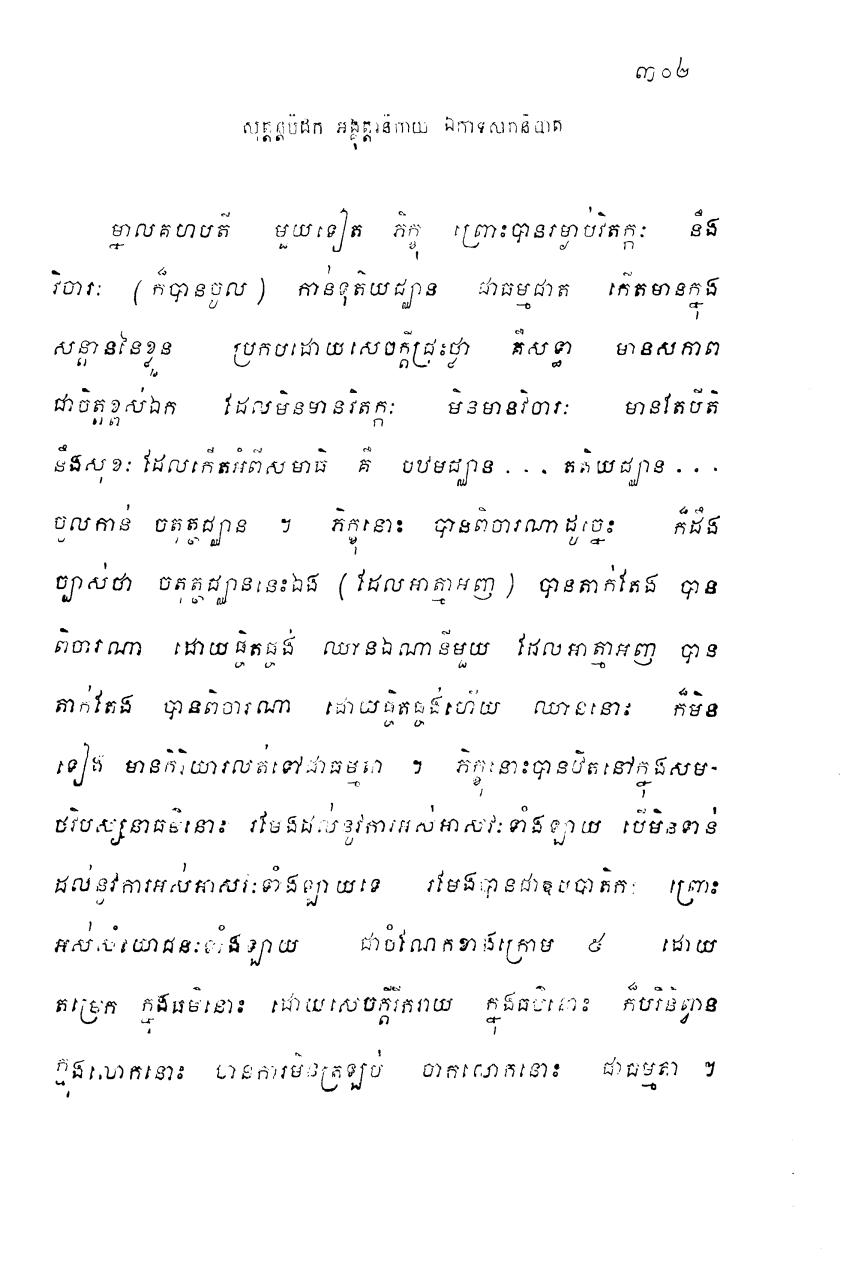 ៣០២
សុត្តន្តបិដក អង្គុត្តរនិកាយ ឯកាទសកនិបាត
ម្នាលគហបតី មួយទៀត ភិក្ខុ ព្រោះបានរម្ងាប់វិតក្កៈ នឹង
វិចារៈ (ក៏បានចូល) កាន់ទុតិយជ្ឈាន ជាធម្មជាត កើតមានក្នុង
សន្តាននៃខ្លួន ប្រកបដោយសេចក្តីជ្រះថ្លា គឺសទ្ធា មានសភាព
ជាចិត្តខ្ពស់ឯក ដែលមិនមានវិតក្កៈ មិនមានវិចារៈ មានតែបីតិ
នឹងសុខៈ ដែលកើតអំពីសមាធិ គឺ បឋមជ្ឈាន... តតិយជ្ឈាន...
ចូលកាន់ ចតុត្ថជ្ឈាន ។ ភិក្ខុនោះ បានពិចារណាដូច្នេះ ក៏ដឹង
ច្បាស់ថា ចតុត្ថជ្ឈាននេះឯង (ដែលអាត្មាអញ) បានតាក់តែង បាន
ពិចារណា ដោយផ្ចិតផ្ចង់ ឈានឯណានីមួយ ដែលអាត្មាអញ បាន
តាក់តែង បានពិចារណា ដោយផ្ចិតផ្ចង់ហើយ ឈាននោះ ក៏មិន
ទៀង មានកិរិយារលត់ទៅជាធម្មតា ។ ភិក្ខុនោះបានឋិតនៅក្នុងសម-
ថវិបស្សនាធម៌នោះ រមែងដល់នូវការអស់អាសវៈទាំងឡាយ បើមិនទាន់
ដល់នូវការអស់អាសវៈទាំងឡាយទេ រមែងបានជាឧបបាតិកៈ ព្រោះ
អស់សំយោជនៈទាំងឡាយ ជាចំណែកខាងក្រោម ៥ ដោយ
តម្រេក ក្នុងធម៌នោះ ដោយសេចក្តីរីករាយ ក្នុងធម៌នោះ ក៏បរិនិព្វាន
ក្នុងលោកនោះ មានការមិនត្រឡប់ ចាកលោកនោះ ជាធម្មតា ។